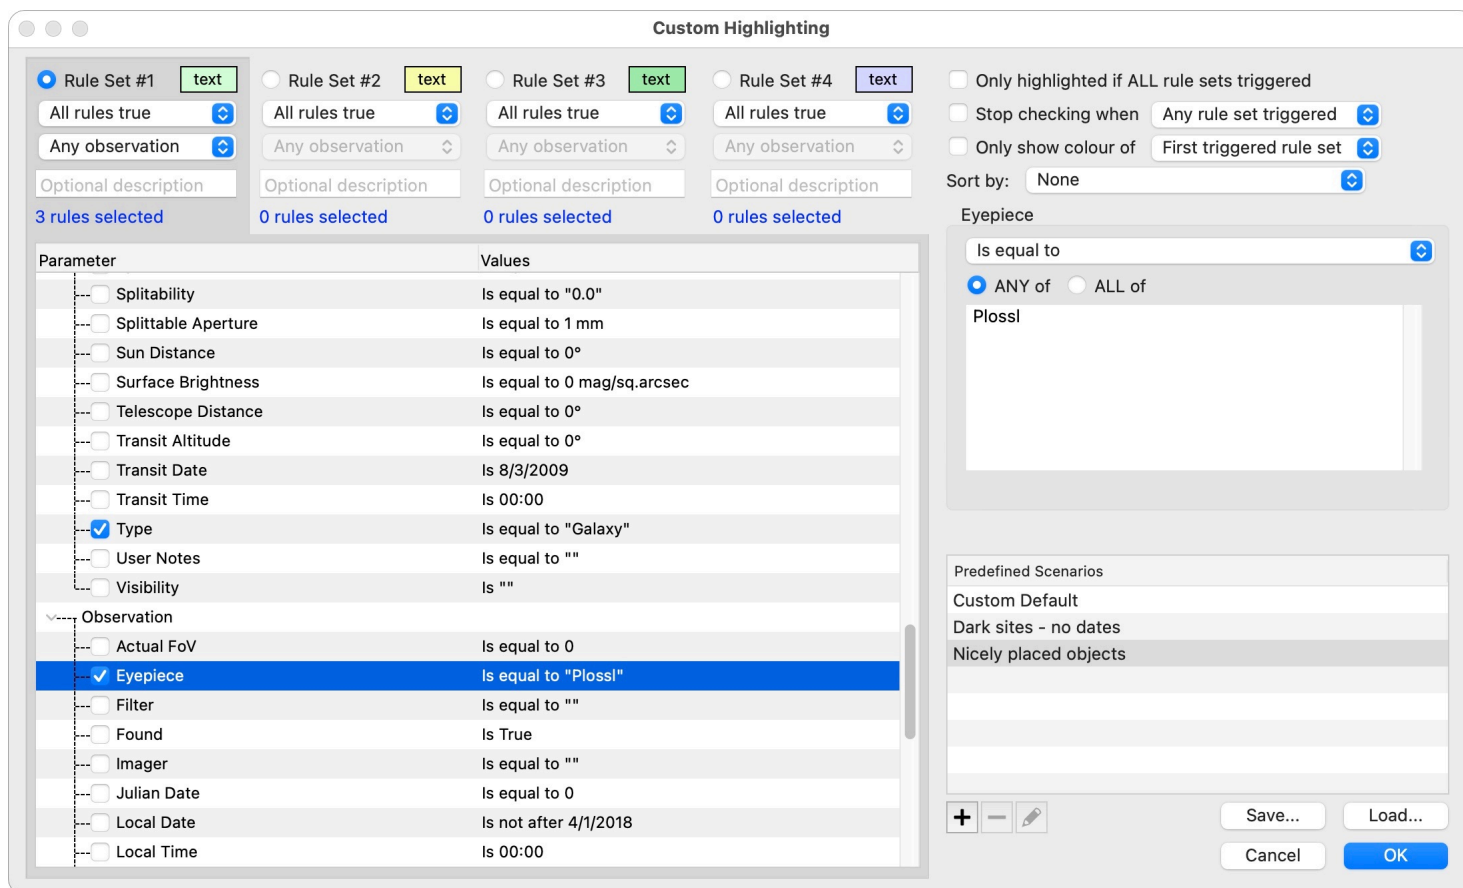 Custom Highlighting
Rule Set #1 text
All rules true
Any observation
Optional description
3 rules selected
Rule Set #2 text
All rules true
Any observation
Optional description
0 rules selected
Rule Set #3 text
All rules true
Any observation
Optional description
0 rules selected
Rule Set #4 text
All rules true
Any observation
Optional description
0 rules selected
Parameter Values
Splitability Is equal to "0.0"
Splittable Aperture Is equal to 1 mm
Sun Distance Is equal to 0°
Surface Brightness Is equal to 0 mag/sq.arcsec
Telescope Distance Is equal to 0°
Transit Altitude Is equal to 0°
Transit Date Is 8/3/2009
Transit Time Is 00:00
Type Is equal to "Galaxy"
User Notes Is equal to ""
Visibility Is ""
Observation
Actual FoV Is equal to 0
Eyepiece Is equal to "Plossl"
Filter Is equal to ""
Found Is True
Imager Is equal to ""
Julian Date Is equal to 0
Local Date Is not after 4/1/2018
Local Time Is 00:00
Only highlighted if ALL rule sets triggered
Stop checking when Any rule set triggered
Only show colour of First triggered rule set
Sort by: None
Eyepiece
Is equal to
ANY of ALL of
Plossl
Predefined Scenarios
Custom Default
Dark sites - no dates
Nicely placed objects
Save... Load...
Cancel OK